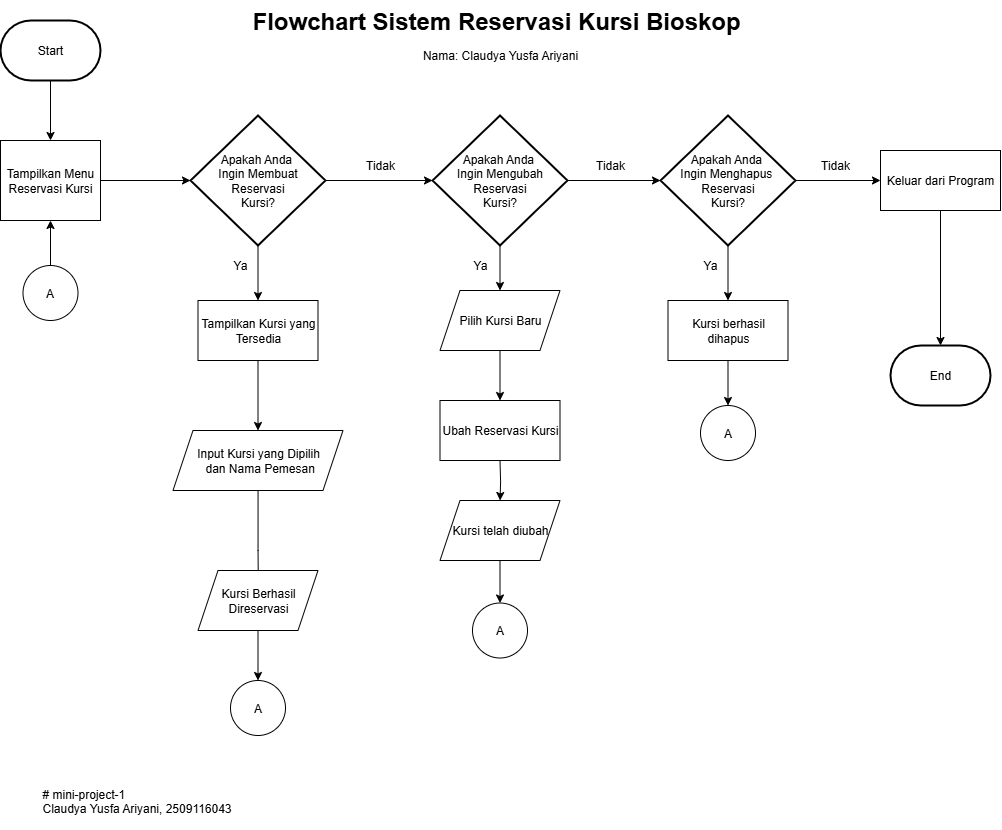 Flowchart Sistem Reservasi Kursi Bioskop
Nama: Claudya Yusfa Ariyani
Start
Tampilkan Menu
Reservasi Kursi
A
Apakah Anda
Ingin Membuat
Reservasi
Kursi?
Tidak
Ya
Tampilkan Kursi yang
Tersedia
Input Kursi yang Dipilih
dan Nama Pemesan
Kursi Berhasil
Direservasi
A
Apakah Anda
Ingin Mengubah
Reservasi
Kursi?
Tidak
Ya
Pilih Kursi Baru
Ubah Reservasi Kursi
Kursi telah diubah
A
Apakah Anda
Ingin Menghapus
Reservasi
Kursi?
Tidak
Ya
Kursi berhasil
dihapus
A
Keluar dari Program
End
# mini-project-1
Claudya Yusfa Ariyani, 2509116043